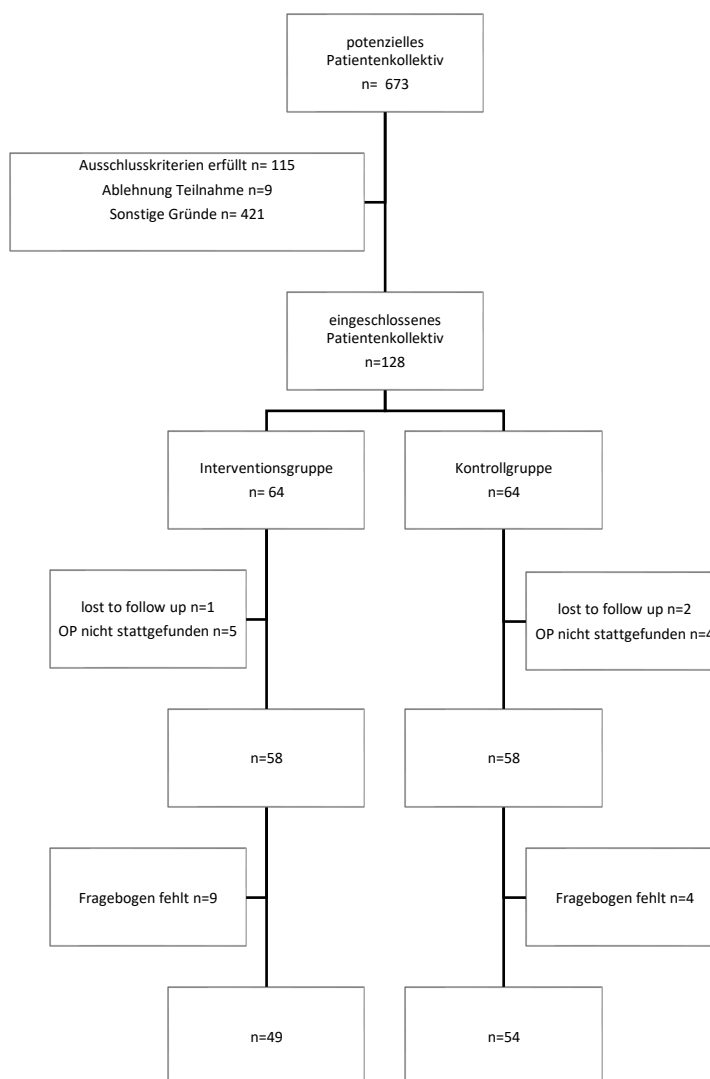 potenzielles
Patientenkollektiv
n= 673
Ausschlusskriterien erfüllt n= 115
Ablehnung Teilnahme n=9
Sonstige Gründe n= 421
eingeschlossenes
Patientenkollektiv
n=128
Interventionsgruppe
n= 64
Kontrollgruppe
n=64
lost to follow up n=1
OP nicht stattgefunden n=5
lost to follow up n=2
OP nicht stattgefunden n=4
n=58
n=58
Fragebogen fehlt n=9
Fragebogen fehlt n=4
n=49
n=54